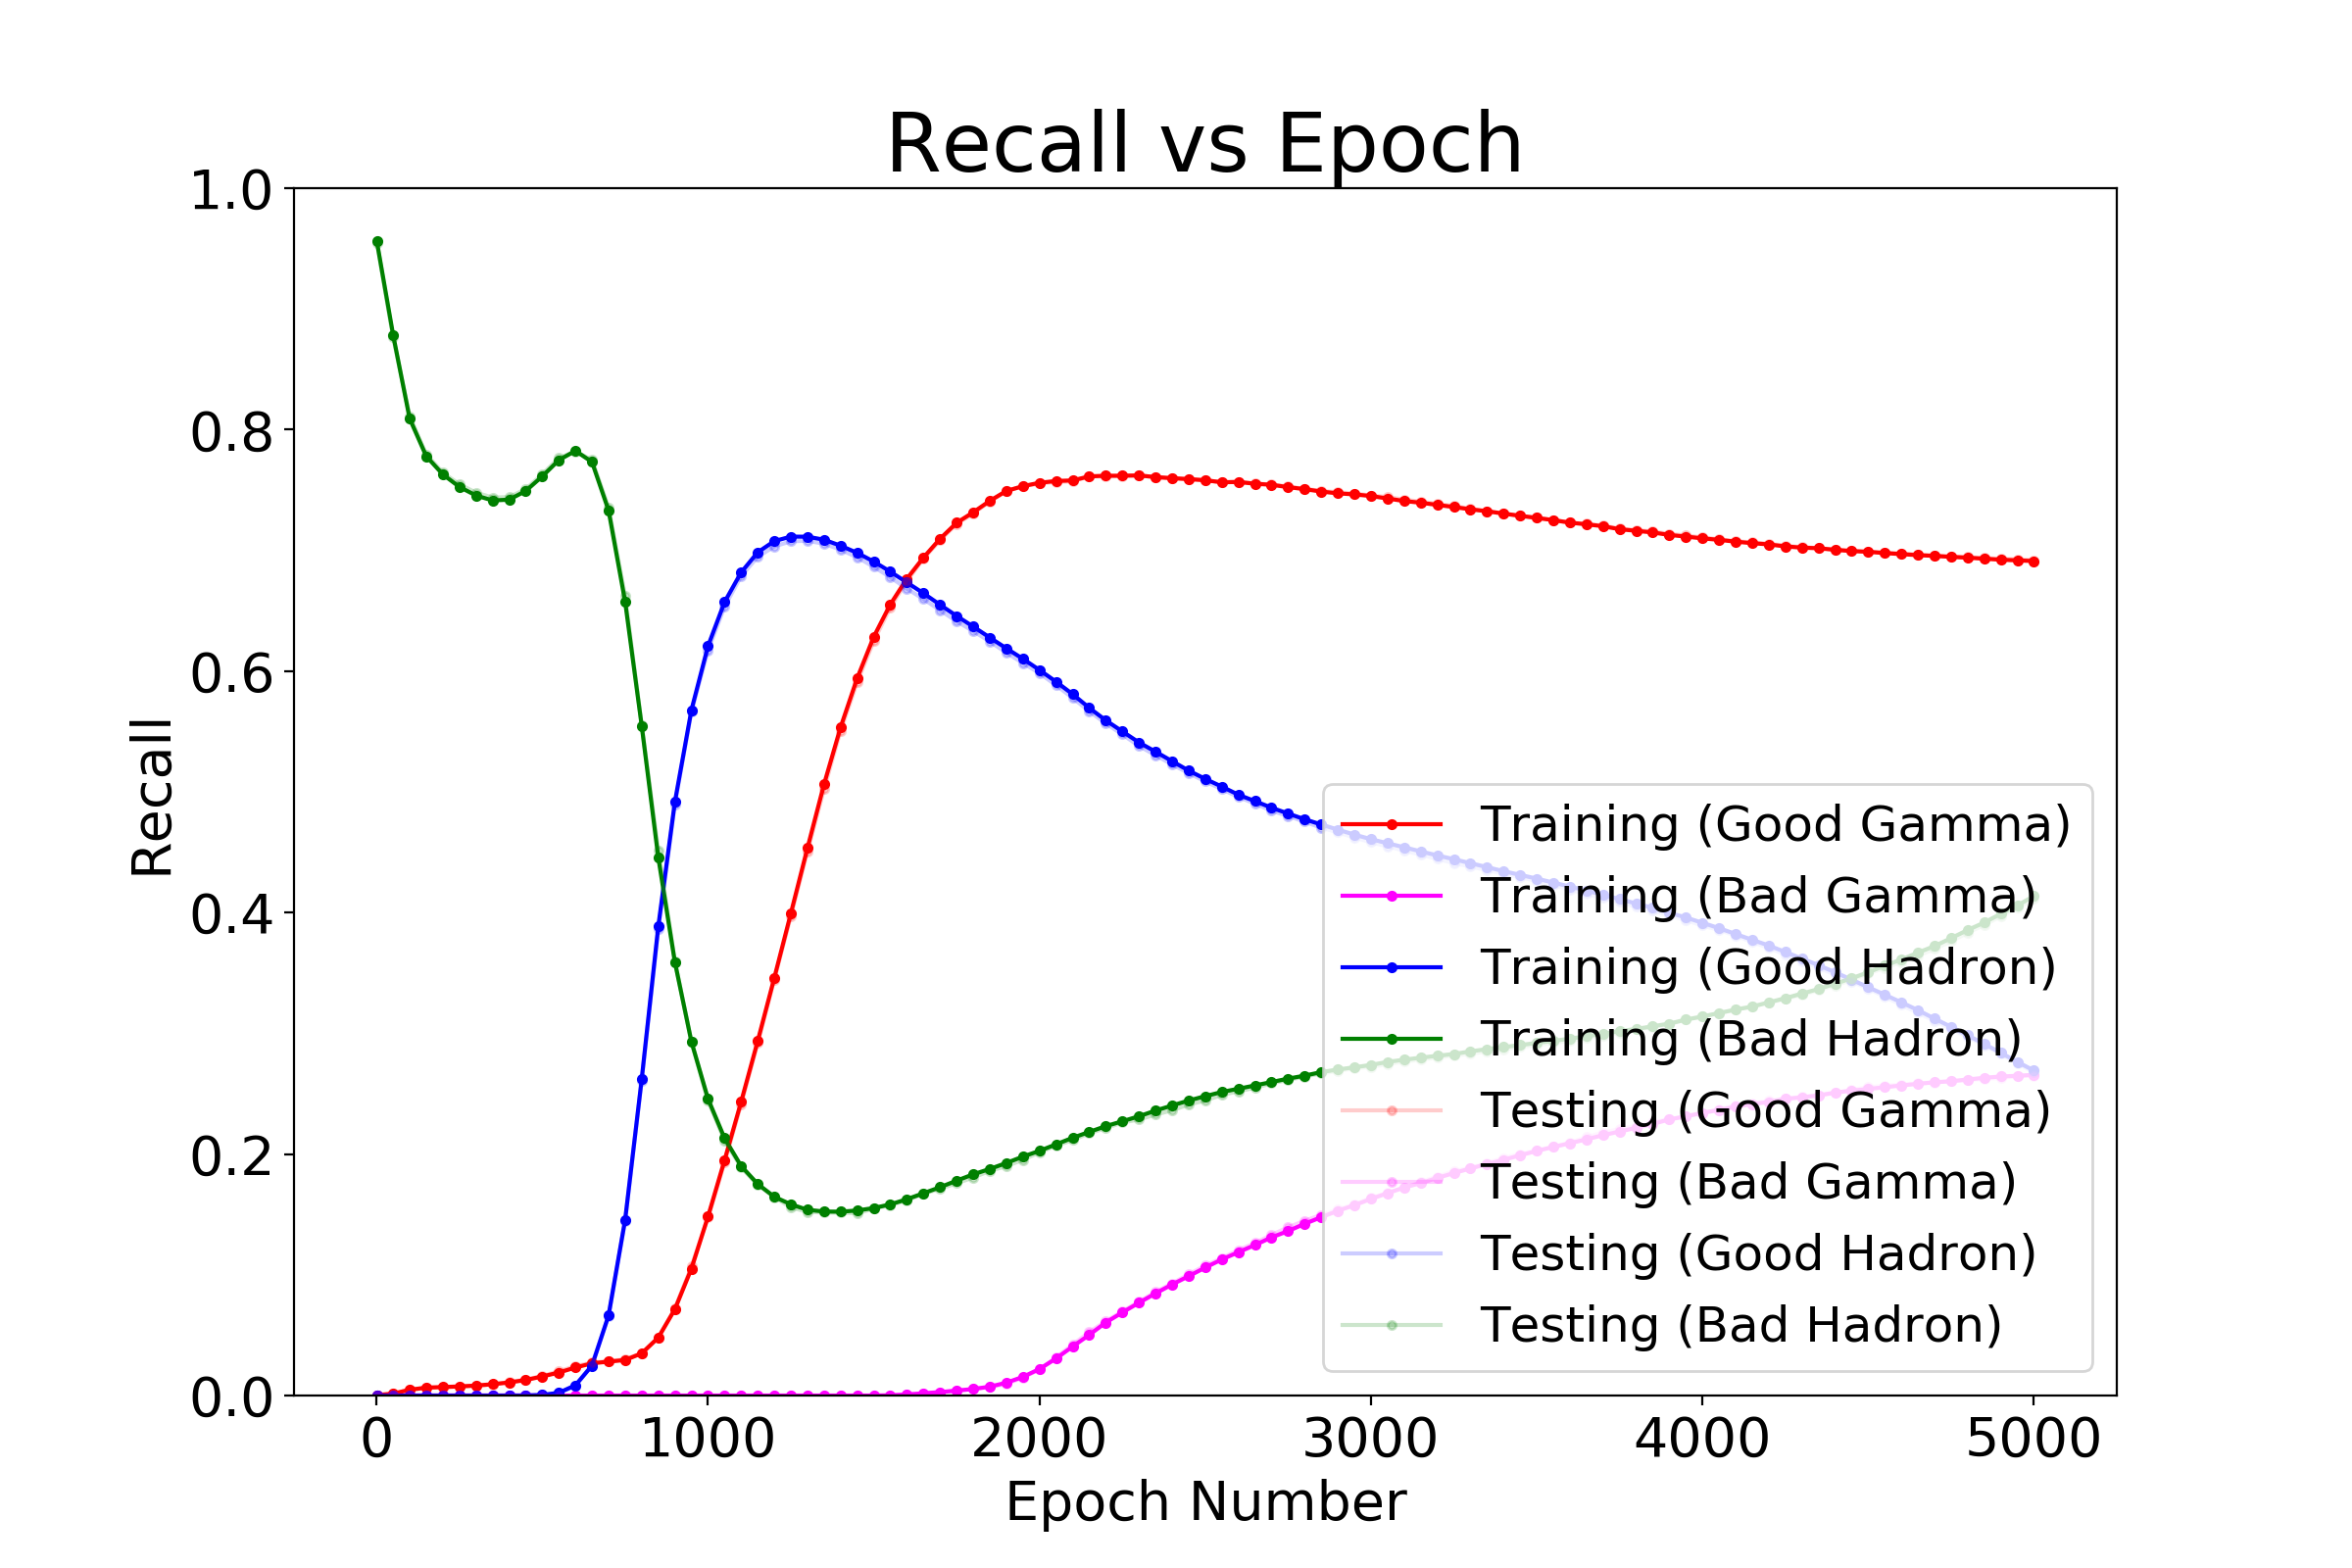 Recall vs Epoch
1.0
0.8
0.6
0.4
0.2
0.0
Recall
Training (Good Gamma)
Training (Bad Gamma)
Training (Good Hadron)
Training (Bad Hadron)
Testing (Good Gamma)
Testing (Bad Gamma)
Testing (Good Hadron)
Testing (Bad Hadron)
0 1000 2000 3000 4000 5000
Epoch Number